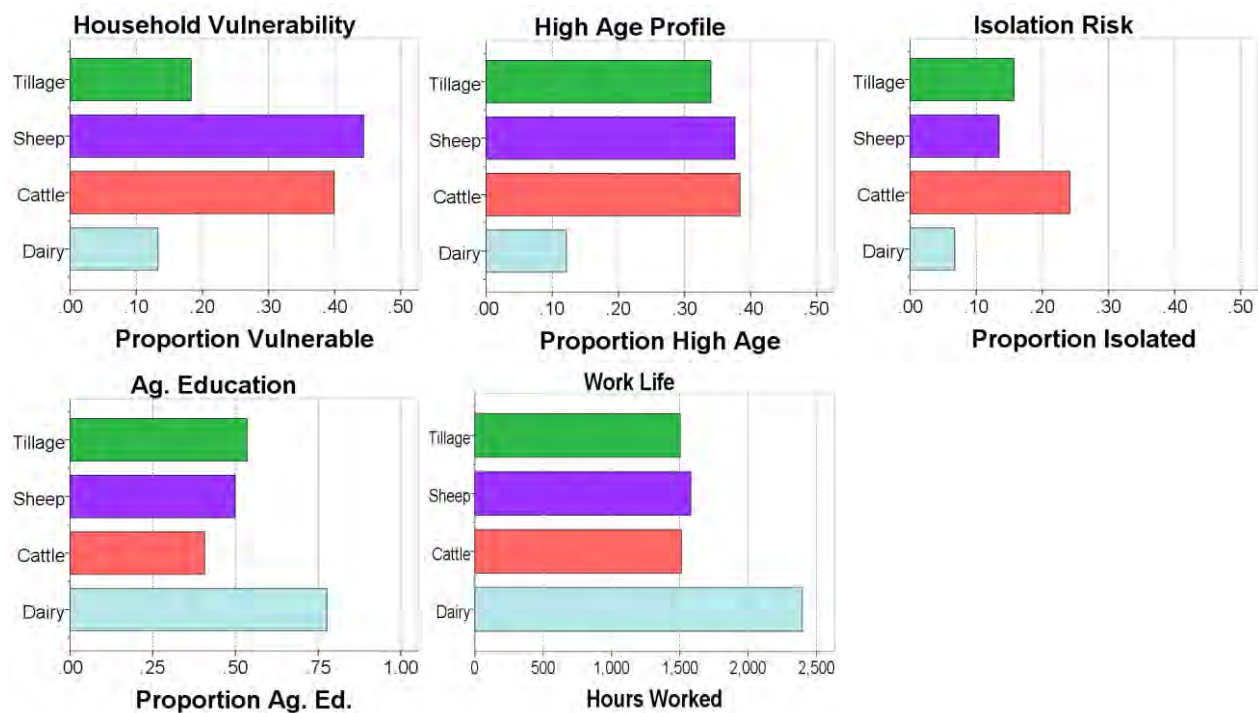 Household Vulnerability
Tillage
Sheep
Cattle
Dairy
.00 .10 .20 .30 .40 .50
Proportion Vulnerable
High Age Profile
Tillage
Sheep
Cattle
Dairy
.00 .10 .20 .30 .40 .50
Proportion High Age
Isolation Risk
Tillage
Sheep
Cattle
Dairy
.00 .10 .20 .30 .40 .50
Proportion Isolated
Ag. Education
Tillage
Sheep
Cattle
Dairy
.00 .25 .50 .75 1.00
Proportion Ag. Ed.
Work Life
Tillage
Sheep
Cattle
Dairy
0 500 1,000 1,500 2,000 2,500
Hours Worked